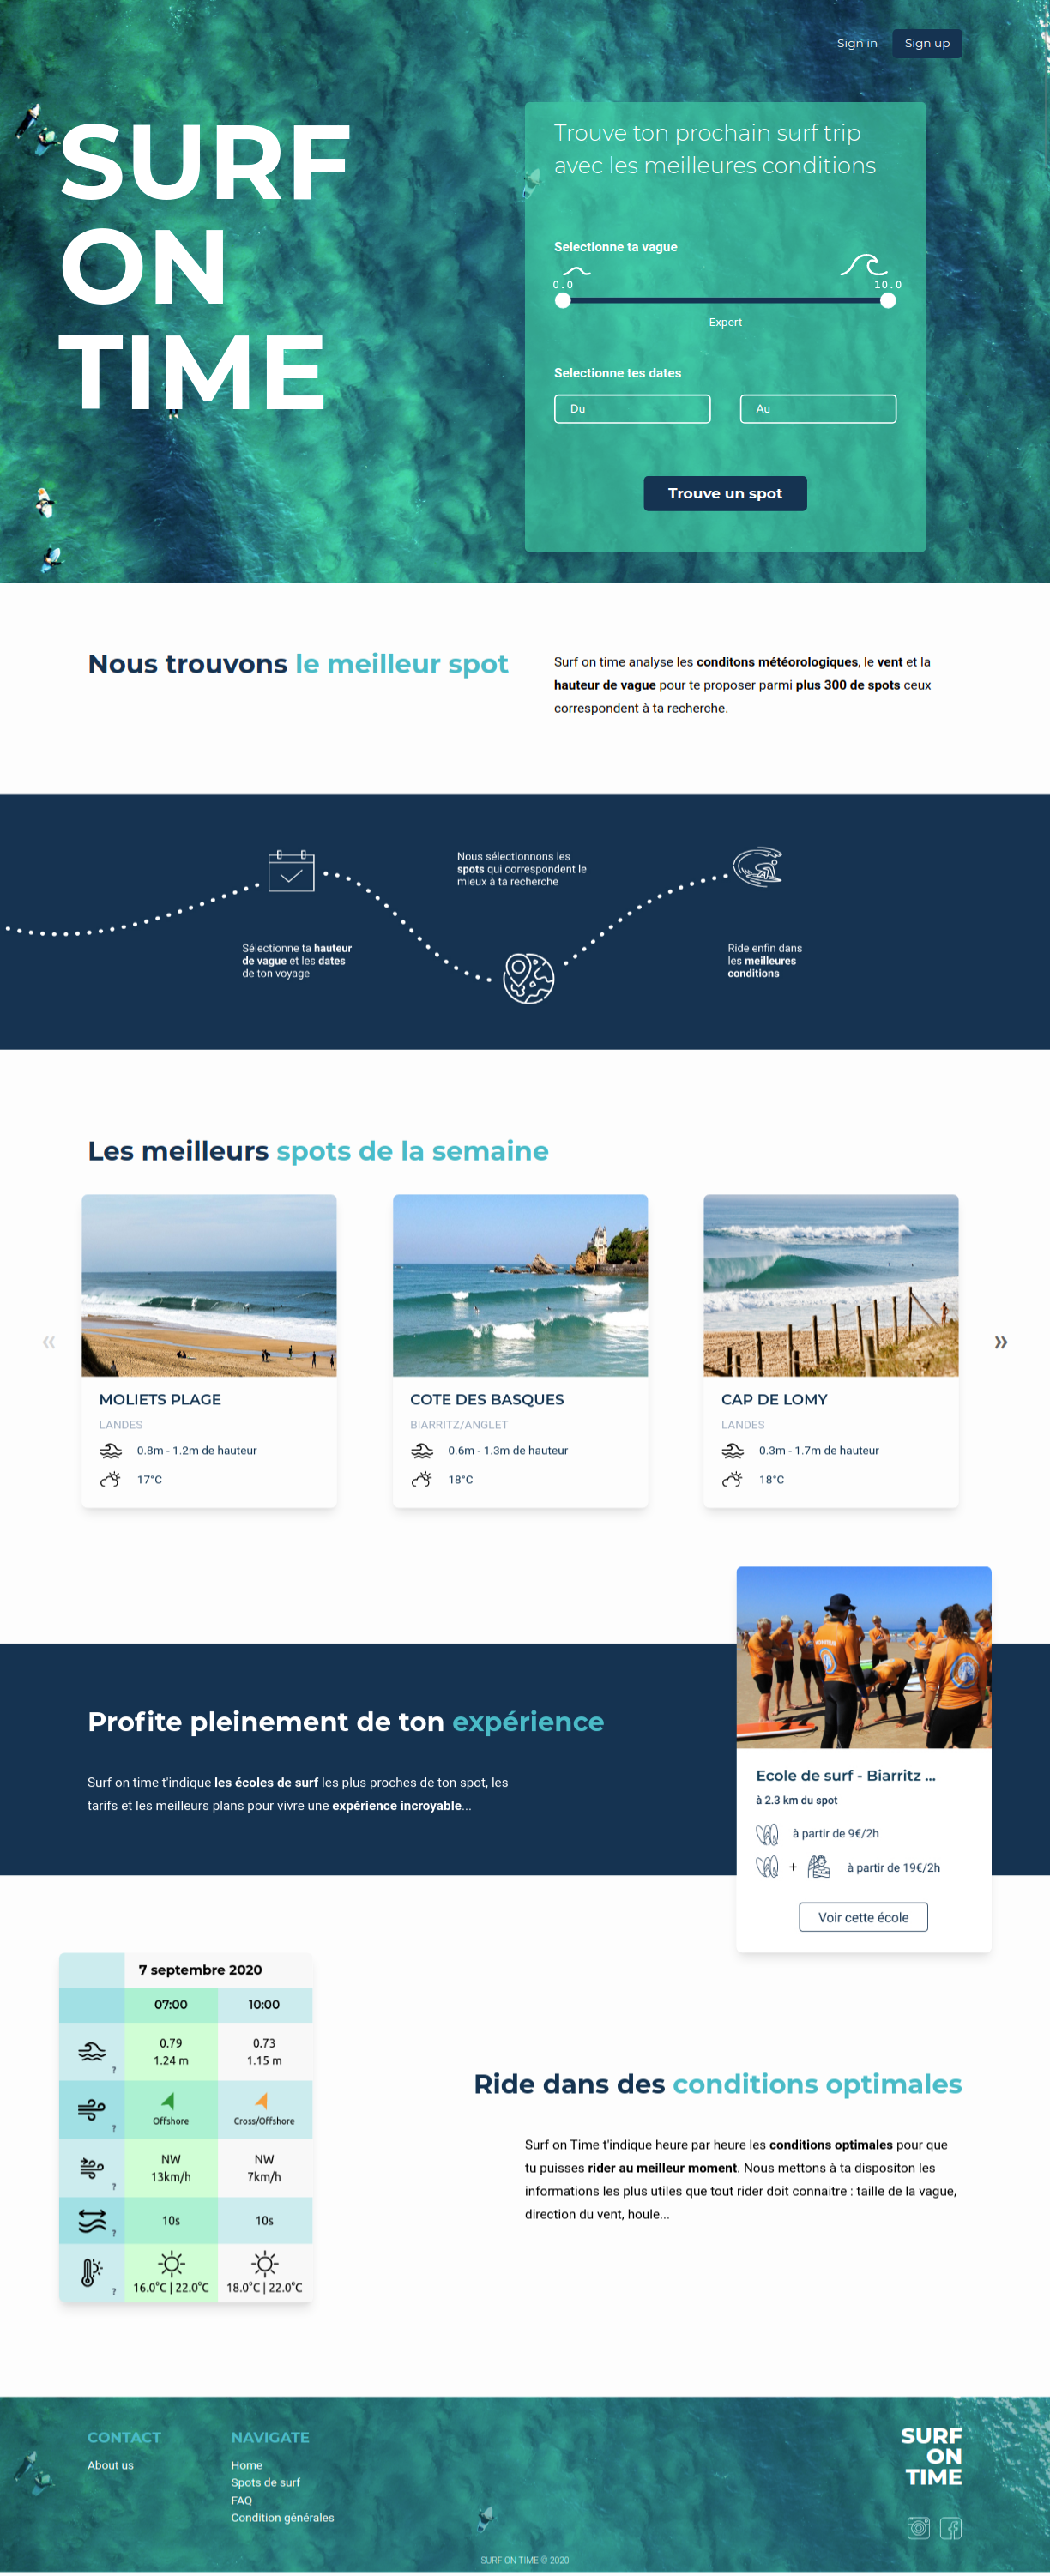 Sign in
Sign up
SURF
ON
TIME
Trouve ton prochain surf trip
avec les meilleures conditions
Selectionne ta vague
0.0
10.0
Expert
Selectionne tes dates
Du
Au
Trouve un spot
Nous trouvons le meilleur spot
Surf on time analyse les conditons météorologiques, le vent et la
hauteur de vague pour te proposer parmi plus 300 de spots ceux
correspondent à ta recherche.
Nous sélectionnons les
spots qui correspondent le
mieux à ta recherche
Sélectionne ta hauteur
de vague et les dates
de ton voyage
Ride enfin dans
les meilleures
conditions
Les meilleurs spots de la semaine
«
»
MOLIETS PLAGE
LANDES
0.8m - 1.2m de hauteur
17°C
COTE DES BASQUES
BIARRITZ/ANGLET
0.6m - 1.3m de hauteur
18°C
CAP DE LOMY
LANDES
0.3m - 1.7m de hauteur
18°C
Profite pleinement de ton expérience
Surf on time t'indique les écoles de surf les plus proches de ton spot, les
tarifs et les meilleurs plans pour vivre une expérience incroyable...
Ecole de surf - Biarritz ...
à 2.3 km du spot
à partir de 9€/2h
+ à partir de 19€/2h
Voir cette école
7 septembre 2020
07:00 10:00
0.79 0.73
1.24 m 1.15 m
?
Offshore Cross/Offshore
?
NW NW
13km/h 7km/h
?
10s 10s
?
16.0°C | 22.0°C 18.0°C | 22.0°C
?
Ride dans des conditions optimales
Surf on Time t'indique heure par heure les conditions optimales pour que
tu puisses rider au meilleur moment. Nous mettons à ta dispositon les
informations les plus utiles que tout rider doit connaitre : taille de la vague,
direction du vent, houle...
CONTACT
About us
NAVIGATE
Home
Spots de surf
FAQ
Condition générales
SURF
ON
TIME
SURF ON TIME © 2020